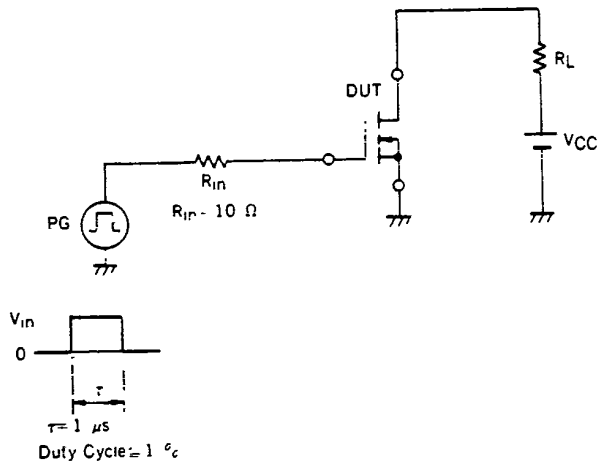 RL
DUT
VCC
Rin
Rin - 10 Ω
PG
Vin
0
τ
τ= 1 μs
Duty Cycle= 1 %